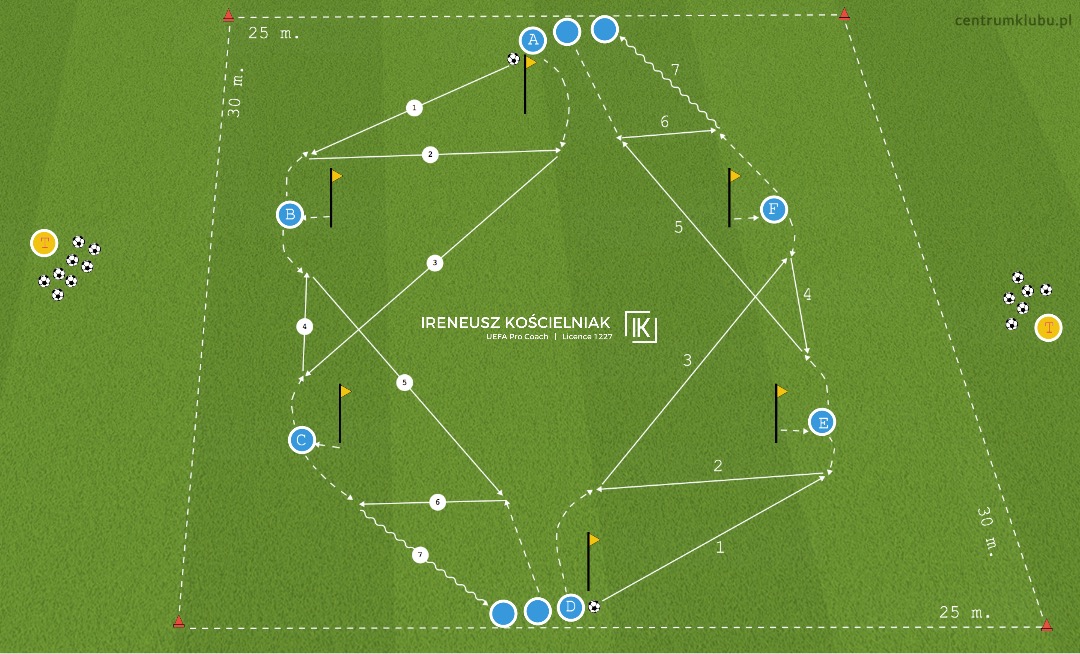 centrumklubu.pl
25 m.
A
7
30 m.
1
6
2
B
F
5
T
3
4
IRENEUSZ KOŚCIELNIAK IK
UEFA Pro Coach | Licence 1227
4
T
3
5
C
E
2
6
30 m.
1
7
D
25 m.